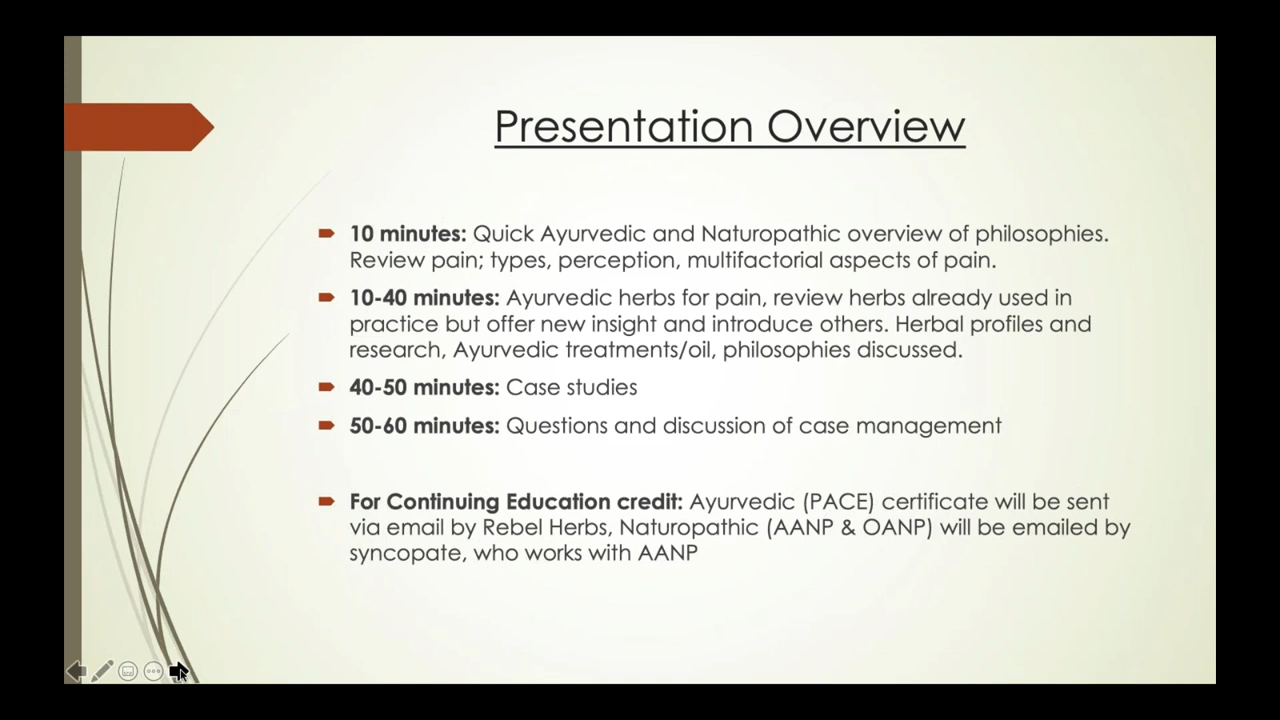 Presentation Overview
10 minutes: Quick Ayurvedic and Naturopathic overview of philosophies.
Review pain; types, perception, multifactorial aspects of pain.
10-40 minutes: Ayurvedic herbs for pain, review herbs already used in
practice but offer new insight and introduce others. Herbal profiles and
research, Ayurvedic treatments/oil, philosophies discussed.
40-50 minutes: Case studies
50-60 minutes: Questions and discussion of case management
For Continuing Education credit: Ayurvedic (PACE) certificate will be sent
via email by Rebel Herbs, Naturopathic (AANP & OANP) will be emailed by
syncopate, who works with AANP